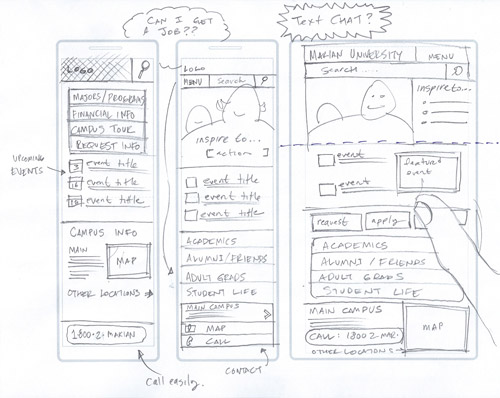 CAN I GET
A JOB??
TEXT CHAT?
LOGO
MAJORS/PROGRAMS
FINANCIAL INFO
CAMPUS TOUR
REQUEST INFO
UPCOMING
EVENTS
event title
event title
event title
CAMPUS INFO
MAIN
MAP
OTHER LOCATIONS
1·800·2·MARIAN
Call easily.
LOGO
MENU
Search
inspire to...
[action]
event title
event title
event title
ACADEMICS
ALUMNI/FRIENDS
ADULT GRADS
STUDENT LIFE
MAIN CAMPUS
MAP
CALL
CONTACT
MARIAN UNIVERSITY
MENU
Search...
inspire to...
event
event
featured
event
request
apply
ACADEMICS
ALUMNI/FRIENDS
ADULT GRADS
STUDENT LIFE
MAIN CAMPUS
CALL: 1800 2·MAR.
OTHER LOCATIONS
MAP